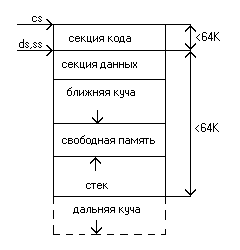 cs
секция кода
<64K
ds,ss
секция данных
ближняя куча
<64K
свободная память
стек
дальняя куча